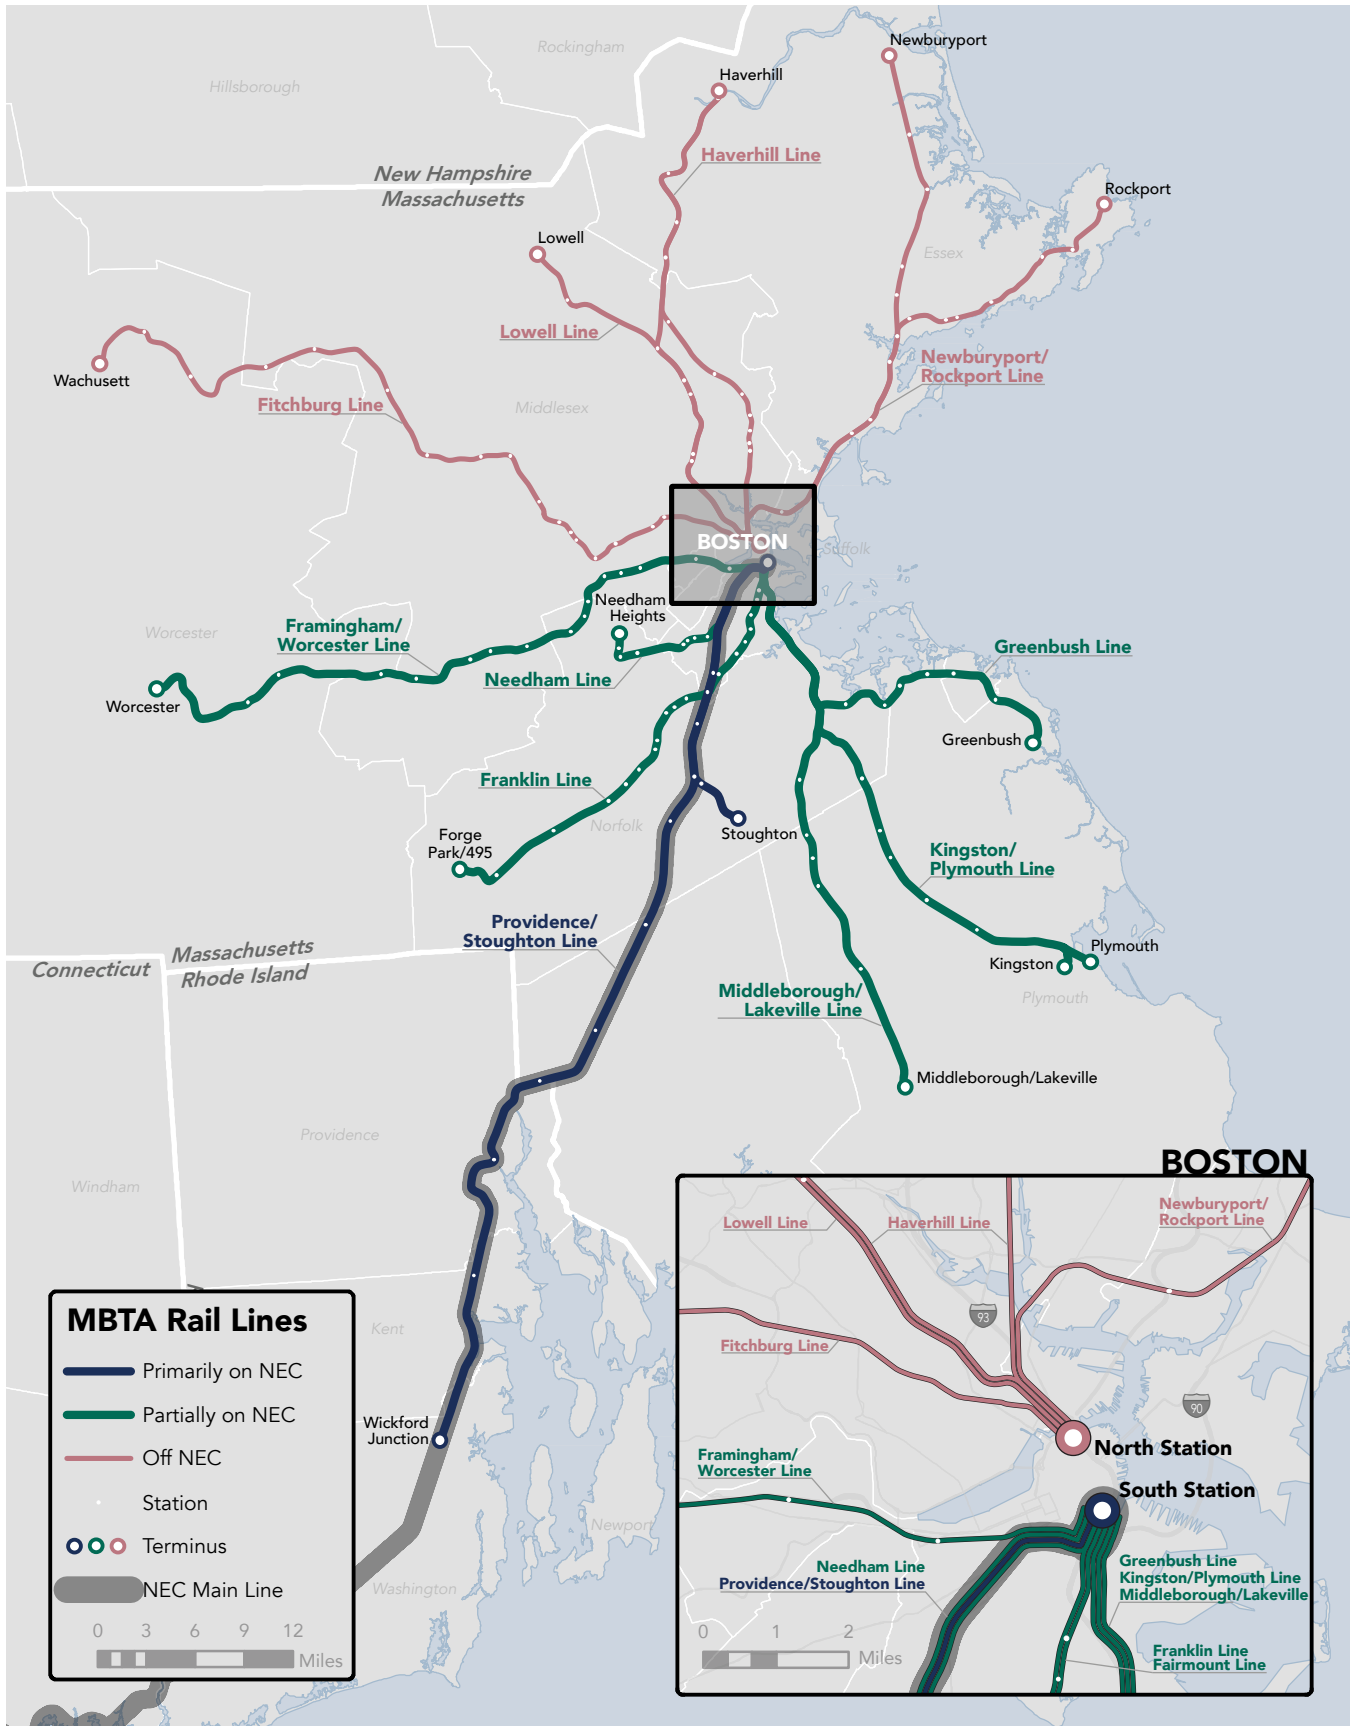 Newburyport
Rockingham
Haverhill
Hillsborough
Haverhill Line
New Hampshire
Massachusetts
Rockport
Lowell
Essex
Lowell Line
Newburyport/
Rockport Line
Wachusett
Fitchburg Line
Middlesex
BOSTON
Suffolk
Needham
Heights
Framingham/
Worcester Line
Worcester
Greenbush Line
Needham Line
Worcester
Greenbush
Franklin Line
Norfolk
Stoughton
Forge
Park/495
Kingston/
Plymouth Line
Providence/
Stoughton Line
Massachusetts
Connecticut
Rhode Island
Plymouth
Kingston
Plymouth
Middleborough/
Lakeville Line
Middleborough/Lakeville
Providence
Windham
Kent
Wickford
Junction
Newport
Washington
MBTA Rail Lines
Primarily on NEC
Partially on NEC
Off NEC
Station
Terminus
NEC Main Line
0 3 6 9 12
Miles
BOSTON
Newburyport/
Rockport Line
Lowell Line
Haverhill Line
93
Fitchburg Line
90
North Station
Framingham/
Worcester Line
South Station
Needham Line
Providence/Stoughton Line
Greenbush Line
Kingston/Plymouth Line
Middleborough/Lakeville
Franklin Line
Fairmount Line
0 1 2
Miles